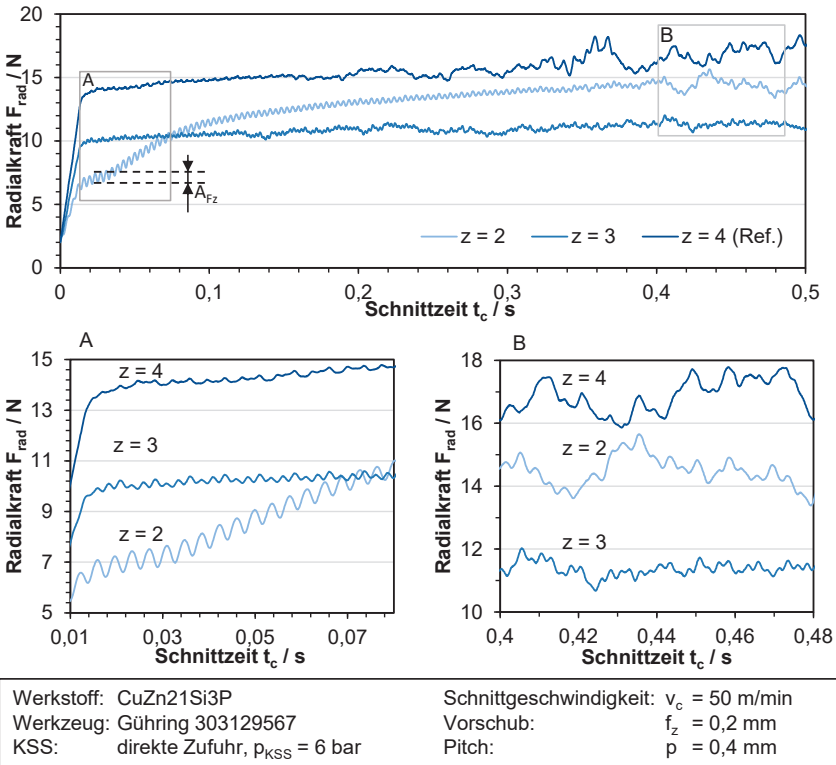 20
15
10
5
0
Radialkraft F_rad / N
A
B
A_Fz
z = 2 z = 3 z = 4 (Ref.)
0 0,1 0,2 0,3 0,4 0,5
Schnittzeit t_c / s
A
15
13
11
9
7
5
Radialkraft F_rad / N
z = 4
z = 3
z = 2
0,01 0,03 0,05 0,07
Schnittzeit t_c / s
B
18
16
14
12
10
Radialkraft F_rad / N
z = 4
z = 2
z = 3
0,4 0,42 0,44 0,46 0,48
Schnittzeit t_c / s
Werkstoff: CuZn21Si3P
Werkzeug: Gühring 303129567
KSS: direkte Zufuhr, p_KSS = 6 bar
Schnittgeschwindigkeit: v_c = 50 m/min
Vorschub: f_z = 0,2 mm
Pitch: p = 0,4 mm